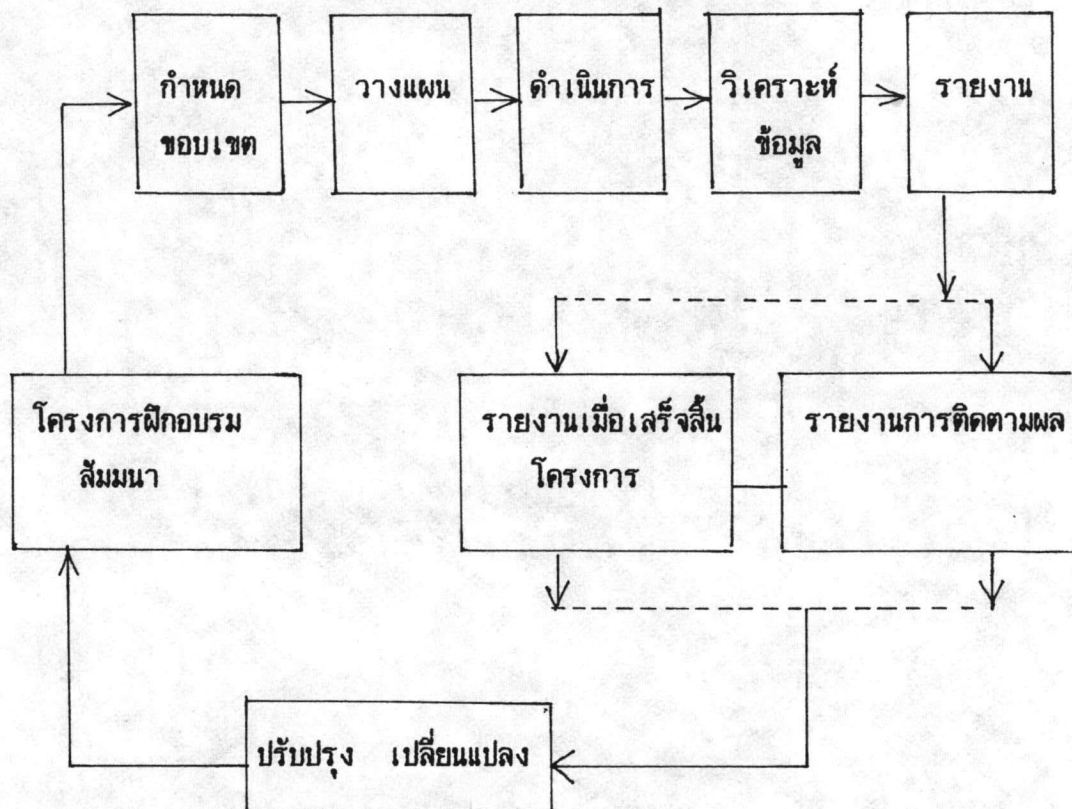 กำหนด
ขอบเขต
วางแผน
ดำเนินการ
วิเคราะห์
ข้อมูล
รายงาน
โครงการฝึกอบรม
สัมมนา
รายงานเมื่อเสร็จสิ้น
โครงการ
รายงานการติดตามผล
ปรับปรุง เปลี่ยนแปลง